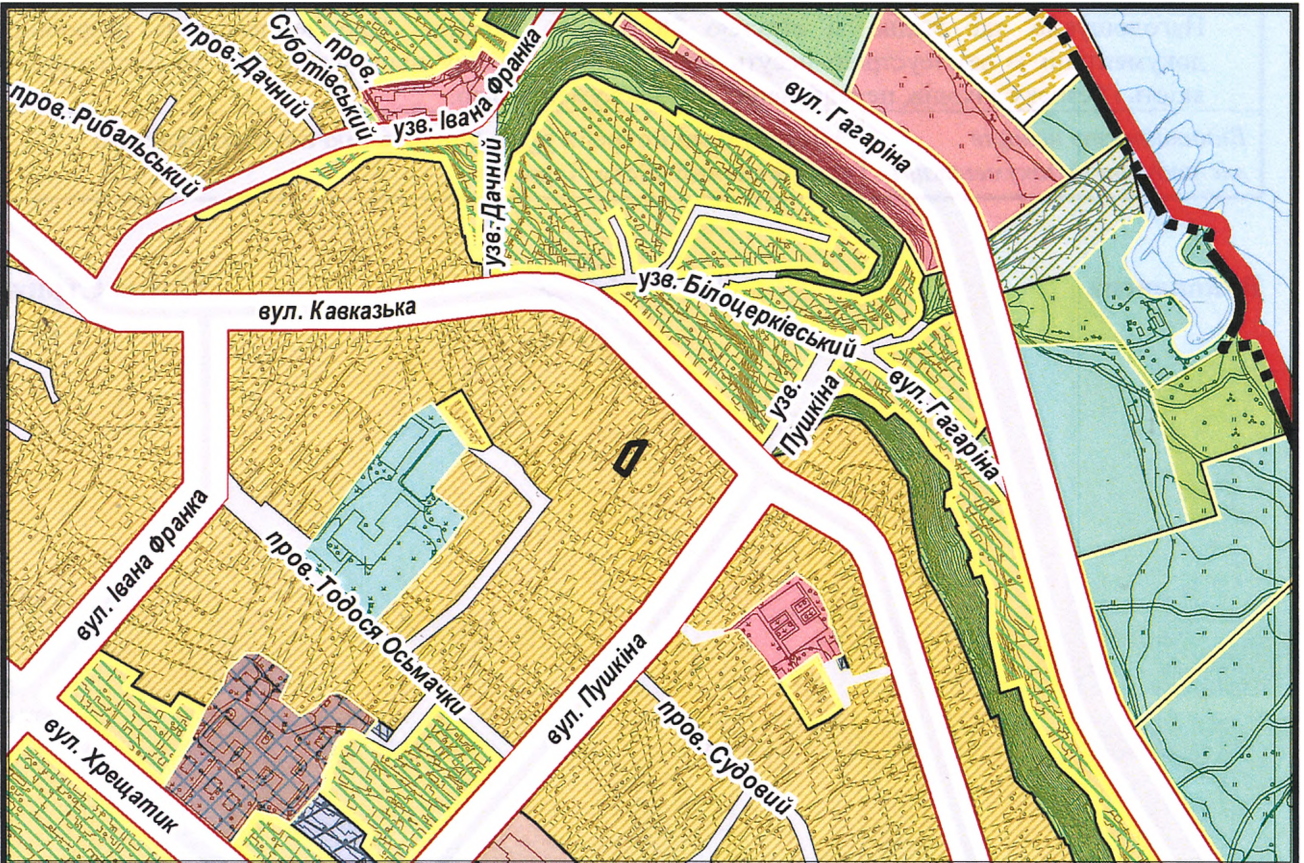 пров.
Суботівський
пров. Дачний
пров. Рибальський
узв. Івана Франка
узв. Дачний
вул. Гагаріна
вул. Кавказька
узв. Білоцерківський
узв.
Пушкіна
вул. Гагаріна
вул. Івана Франка
пров. Тодося Осьмачки
вул. Пушкіна
пров. Судовий
вул. Хрещатик